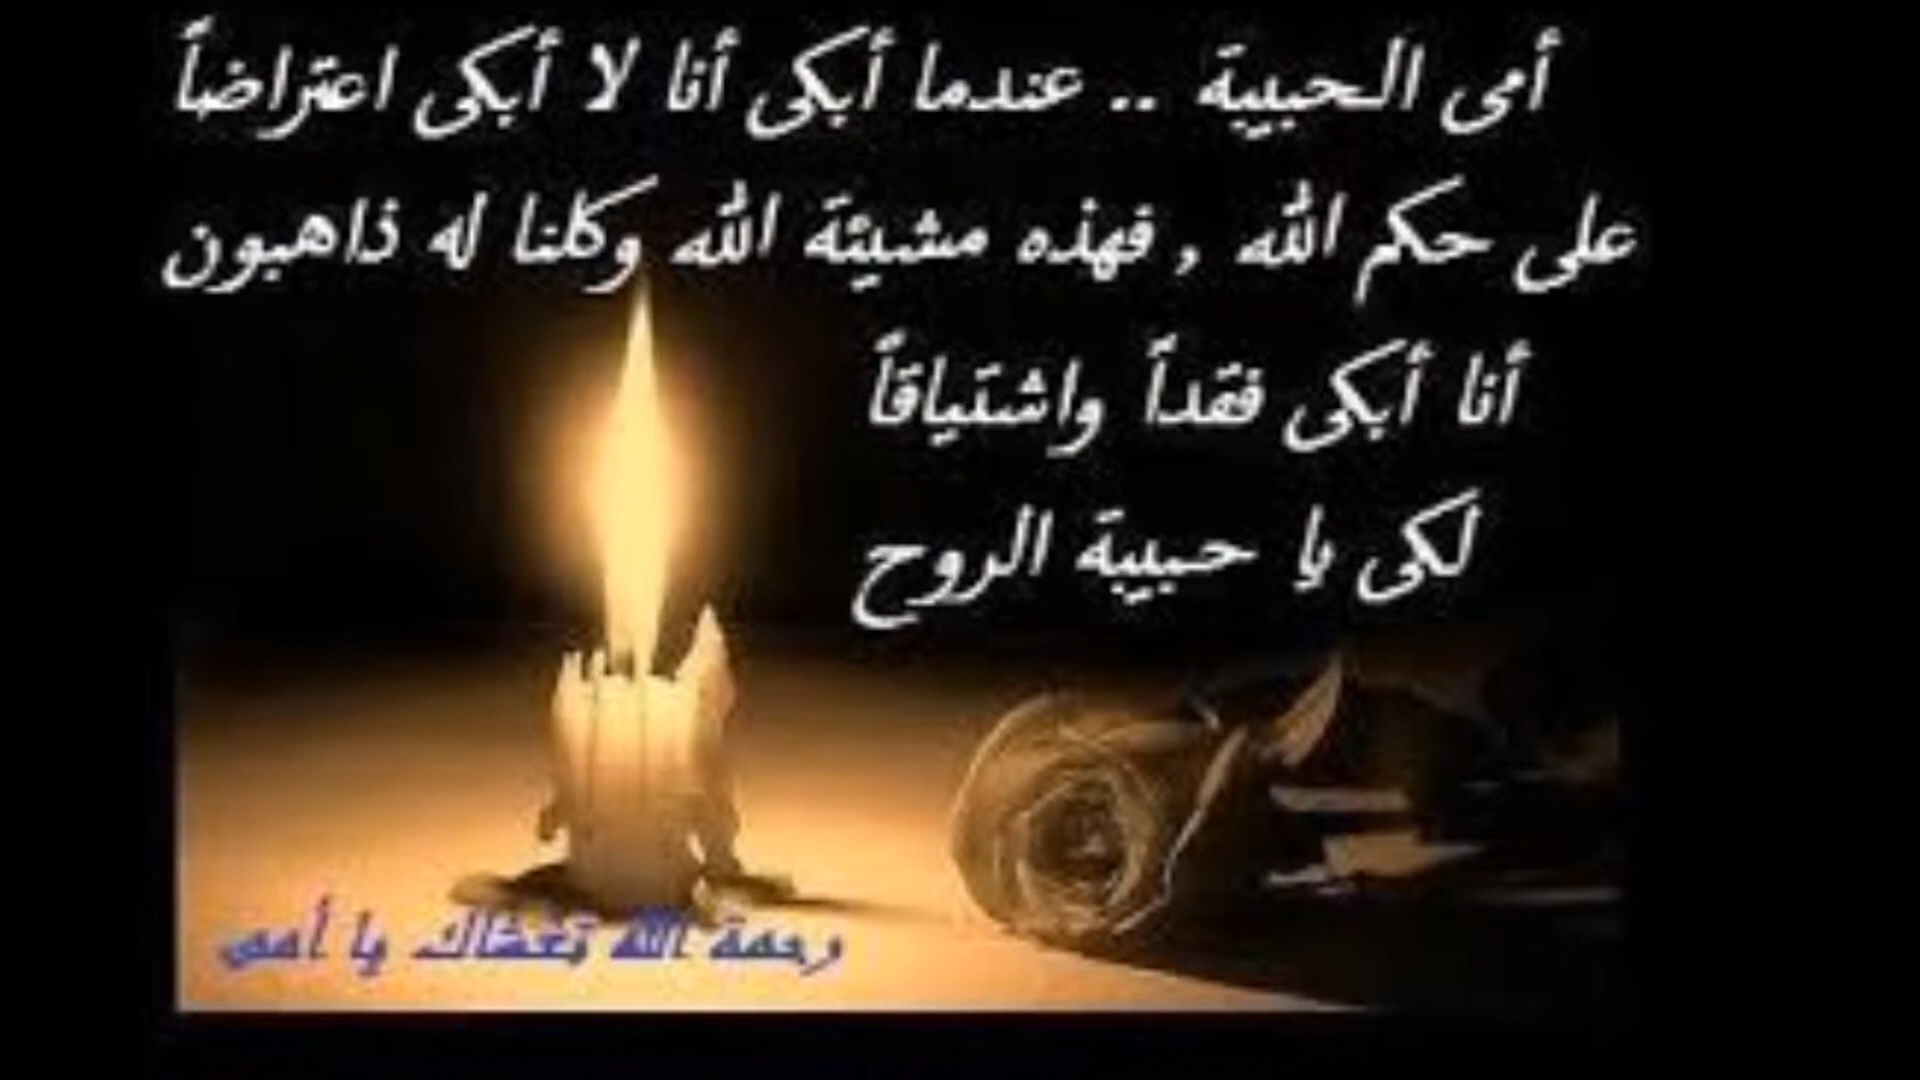 أمى الحبيبة .. عندما أبكى أنا لا أبكى اعتراضاً
على حكم الله , فهذه مشيئة الله وكلنا له ذاهبون
أنا أبكى فقداً واشتياقاً
لكى يا حبيبة الروح
رحمة الله تغشاك يا أمى